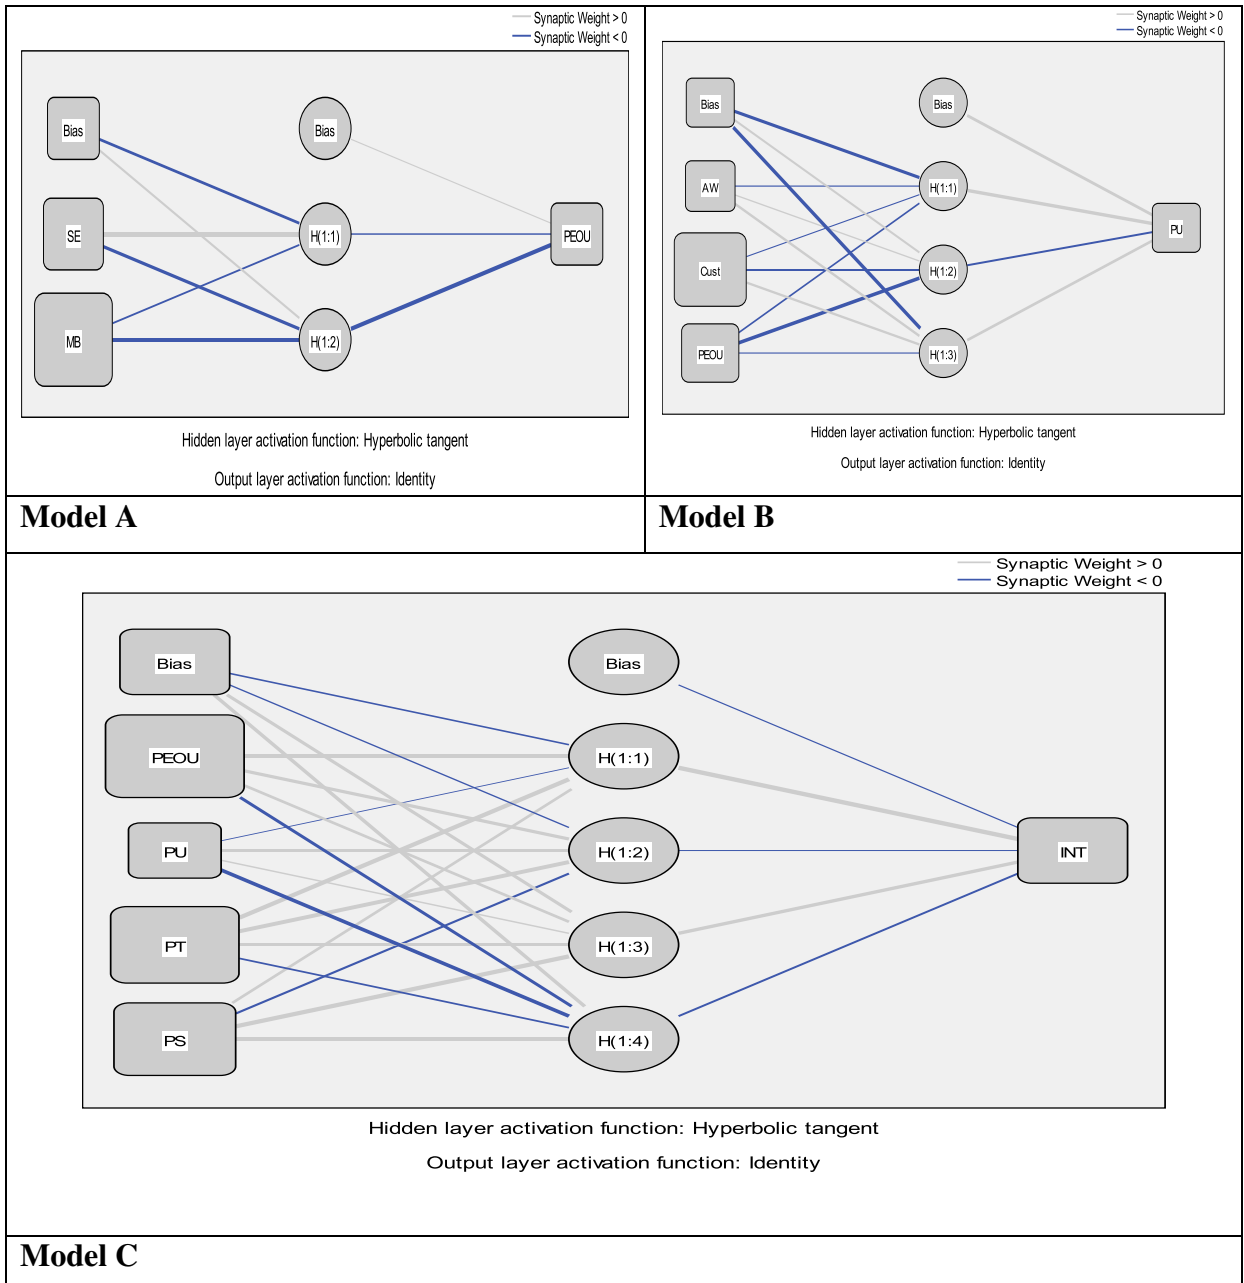 Synaptic Weight > 0
Synaptic Weight < 0
Bias
Bias
SE
H(1:1)
PEOU
MB
H(1:2)
Hidden layer activation function: Hyperbolic tangent
Output layer activation function: Identity
Model A
Synaptic Weight > 0
Synaptic Weight < 0
Bias
Bias
AW
H(1:1)
PU
Cust
H(1:2)
PEOU
H(1:3)
Hidden layer activation function: Hyperbolic tangent
Output layer activation function: Identity
Model B
Synaptic Weight > 0
Synaptic Weight < 0
Bias
Bias
PEOU
H(1:1)
PU
H(1:2)
INT
PT
H(1:3)
PS
H(1:4)
Hidden layer activation function: Hyperbolic tangent
Output layer activation function: Identity
Model C